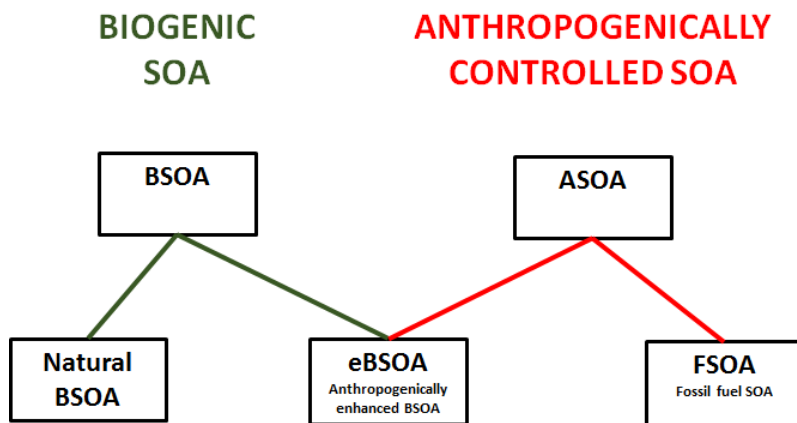 BIOGENIC
SOA
ANTHROPOGENICALLY
CONTROLLED SOA
BSOA
ASOA
Natural
BSOA
eBSOA
Anthropogenically
enhanced BSOA
FSOA
Fossil fuel SOA